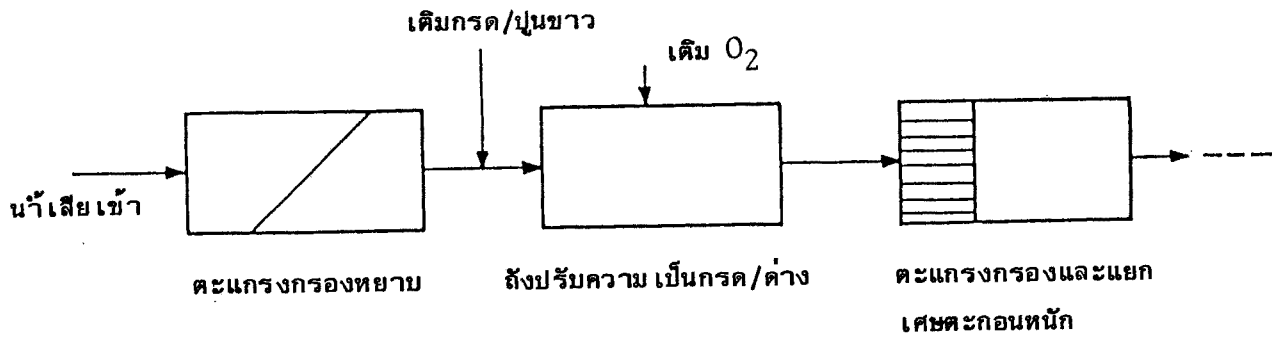 เติมกรด/ปูนขาว
เติม O2
น้ำเสียเข้า
ตะแกรงกรองหยาบ
ถังปรับความเป็นกรด/ด่าง
ตะแกรงกรองและแยก
เศษตะกอนหนัก